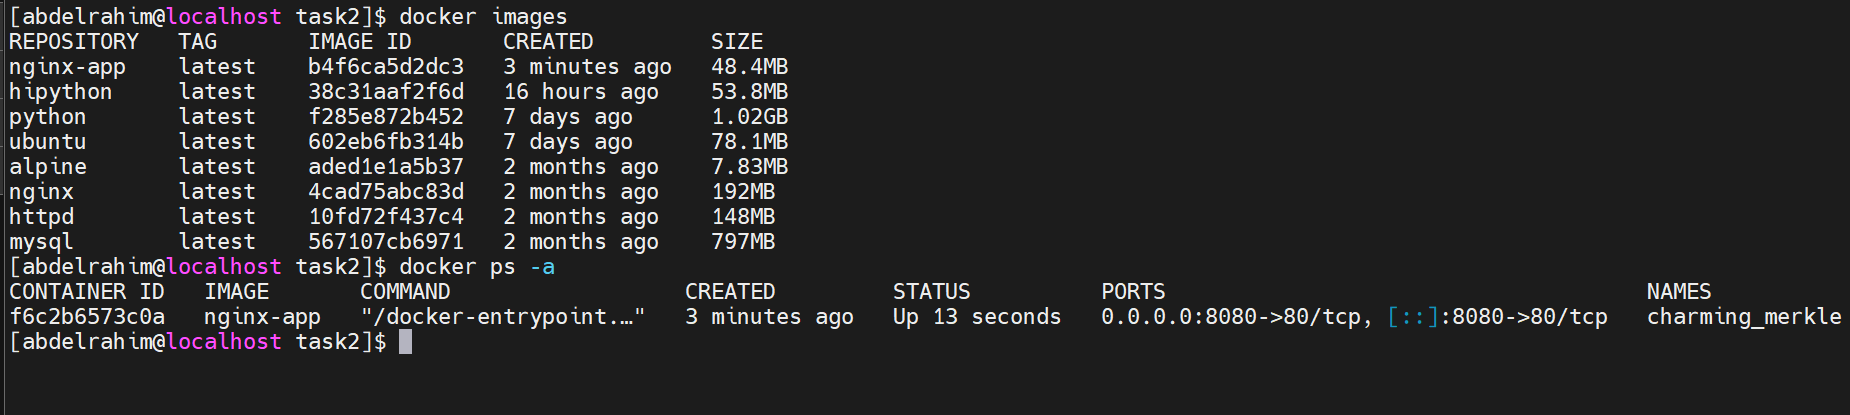 [abdelrahim@localhost task2]$ docker images
REPOSITORY   TAG       IMAGE ID       CREATED         SIZE
nginx-app    latest    b4f6ca5d2dc3   3 minutes ago   48.4MB
hipython     latest    38c31aaf2f6d   16 hours ago    53.8MB
python       latest    f285e872b452   7 days ago      1.02GB
ubuntu       latest    602eb6fb314b   7 days ago      78.1MB
alpine       latest    aded1e1a5b37   2 months ago    7.83MB
nginx        latest    4cad75abc83d   2 months ago    192MB
httpd        latest    10fd72f437c4   2 months ago    148MB
mysql        latest    567107cb6971   2 months ago    797MB
[abdelrahim@localhost task2]$ docker ps -a
CONTAINER ID   IMAGE       COMMAND                  CREATED         STATUS          PORTS                                     NAMES
f6c2b6573c0a   nginx-app   "/docker-entrypoint.…"   3 minutes ago   Up 13 seconds   0.0.0.0:8080->80/tcp, [::]:8080->80/tcp   charming_merkle
[abdelrahim@localhost task2]$